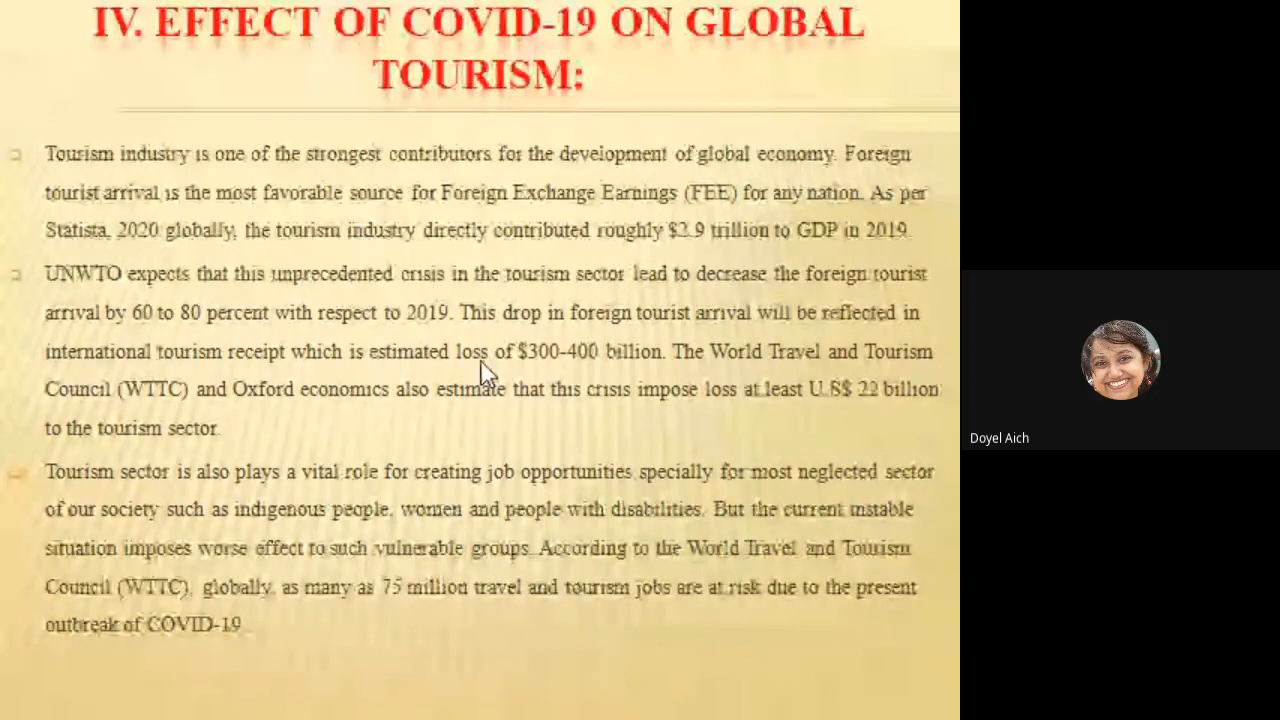 IV. EFFECT OF COVID-19 ON GLOBAL
TOURISM:
Tourism industry is one of the strongest contributors for the development of global economy. Foreign
tourist arrival is the most favorable source for Foreign Exchange Earnings (FEE) for any nation. As per
Statista, 2020 globally, the tourism industry directly contributed roughly $2.9 trillion to GDP in 2019.
UNWTO expects that this unprecedented crisis in the tourism sector lead to decrease the foreign tourist
arrival by 60 to 80 percent with respect to 2019. This drop in foreign tourist arrival will be reflected in
international tourism receipt which is estimated loss of $300-400 billion. The World Travel and Tourism
Council (WTTC) and Oxford economics also estimate that this crisis impose loss at least U.S$ 22 billion
to the tourism sector.
Tourism sector is also plays a vital role for creating job opportunities specially for most neglected sector
of our society such as indigenous people, women and people with disabilities. But the current instable
situation imposes worse effect to such vulnerable groups. According to the World Travel and Tourism
Council (WTTC), globally, as many as 75 million travel and tourism jobs are at risk due to the present
outbreak of COVID-19.
Doyel Aich